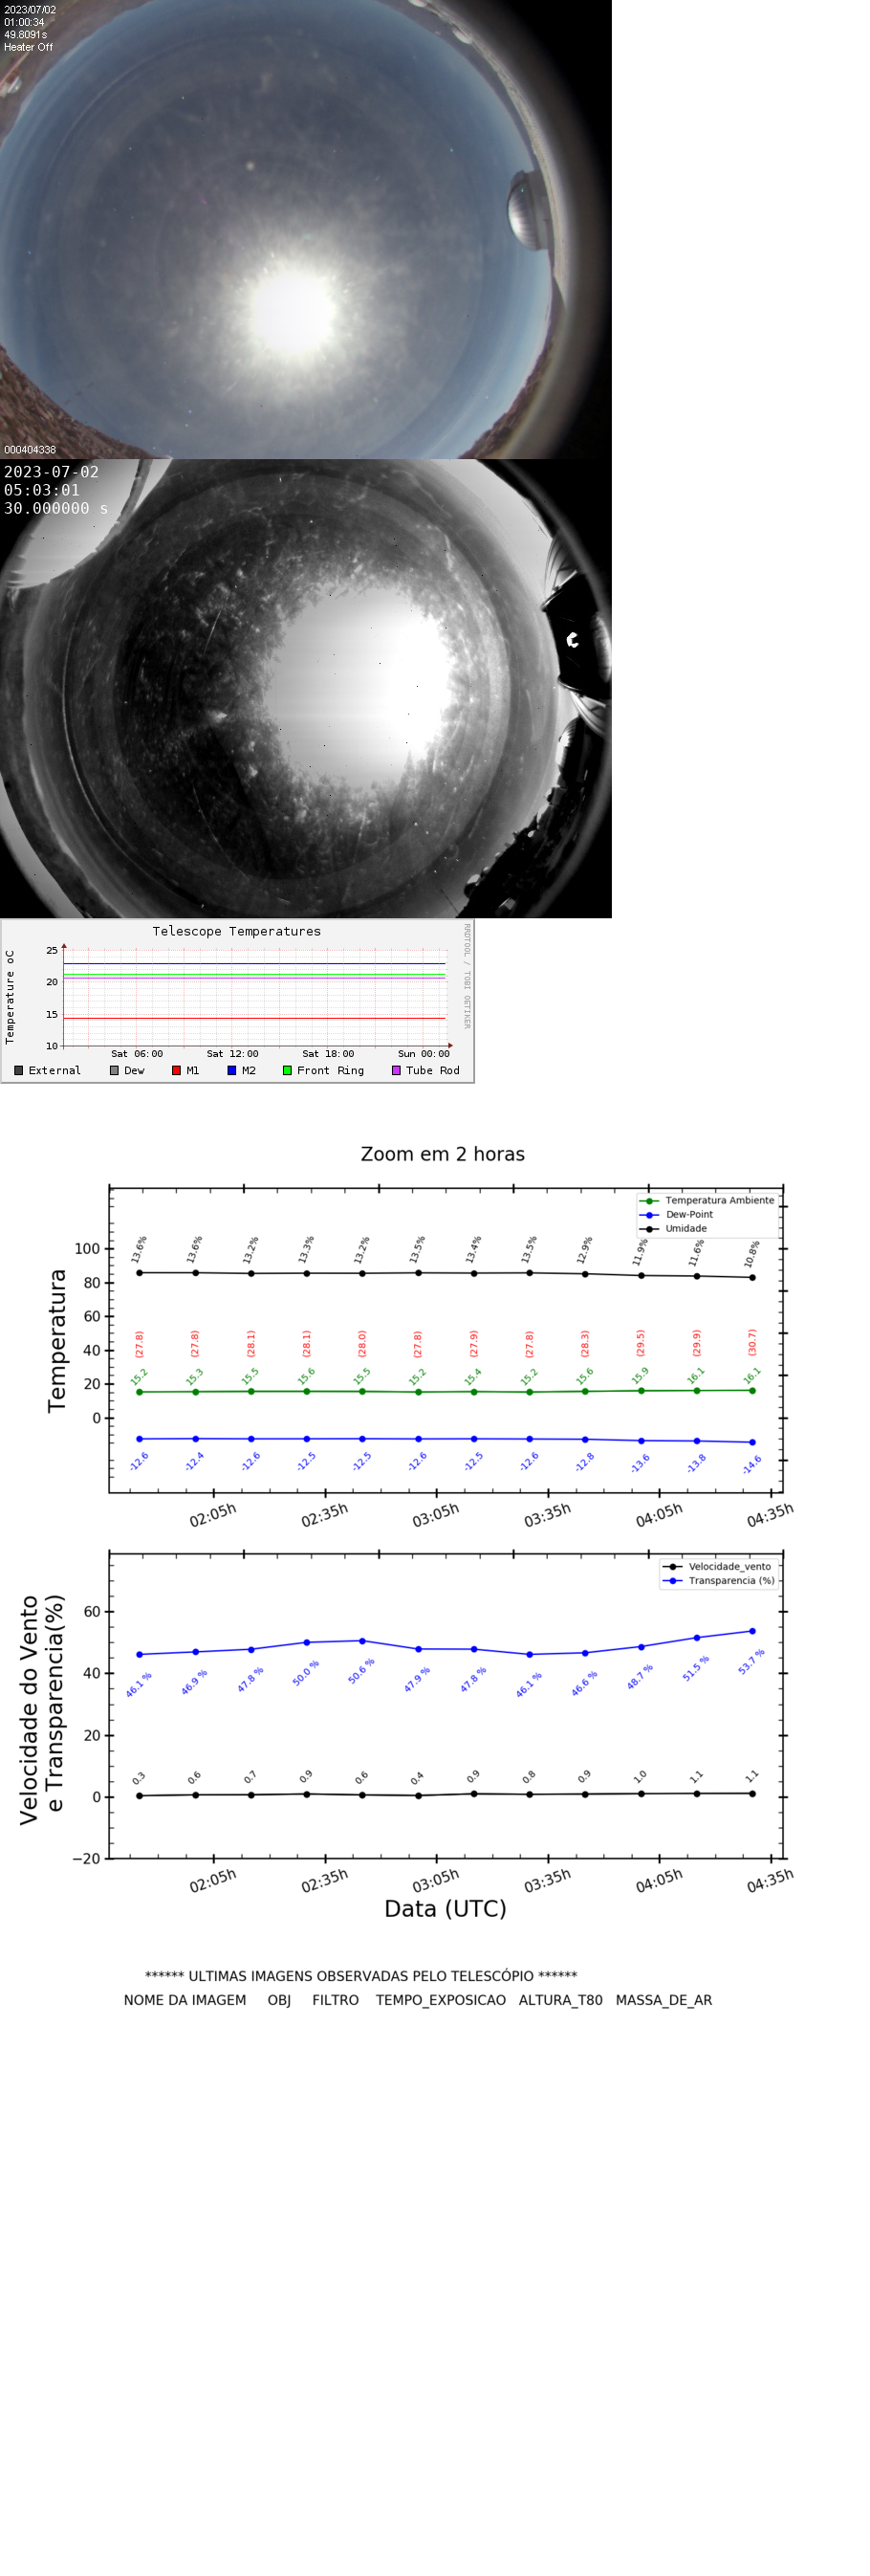 2023/07/02
01:00:34
49.8091s
Heater Off
000404338
2023-07-02
05:03:01
30.000000 s
Telescope Temperatures
RRDTOOL / TOBI OETIKER
Temperature oC
25
20
15
10
Sat 06:00 Sat 12:00 Sat 18:00 Sun 00:00
External Dew M1 M2 Front Ring Tube Rod
Zoom em 2 horas
Temperatura Ambiente
Dew-Point
Umidade
Temperatura
100
80
60
40
20
0
13.6% 13.6% 13.2% 13.3% 13.2% 13.5% 13.4% 13.5% 12.9% 11.9% 11.6% 10.8%
(27.8) (27.8) (28.1) (28.1) (28.0) (27.8) (27.9) (27.8) (28.3) (29.5) (29.9) (30.7)
15.2 15.3 15.5 15.6 15.5 15.2 15.4 15.2 15.6 15.9 16.1 16.1
-12.6 -12.4 -12.6 -12.5 -12.5 -12.6 -12.5 -12.6 -12.8 -13.6 -13.8 -14.6
02:05h 02:35h 03:05h 03:35h 04:05h 04:35h
Velocidade_vento
Transparencia (%)
Velocidade do Vento
e Transparencia(%)
60
40
20
0
−20
46.1 % 46.9 % 47.8 % 50.0 % 50.6 % 47.9 % 47.8 % 46.1 % 46.6 % 48.7 % 51.5 % 53.7 %
0.3 0.6 0.7 0.9 0.6 0.4 0.9 0.8 0.9 1.0 1.1 1.1
02:05h 02:35h 03:05h 03:35h 04:05h 04:35h
Data (UTC)
****** ULTIMAS IMAGENS OBSERVADAS PELO TELESCÓPIO ******
NOME DA IMAGEM OBJ FILTRO TEMPO_EXPOSICAO ALTURA_T80 MASSA_DE_AR